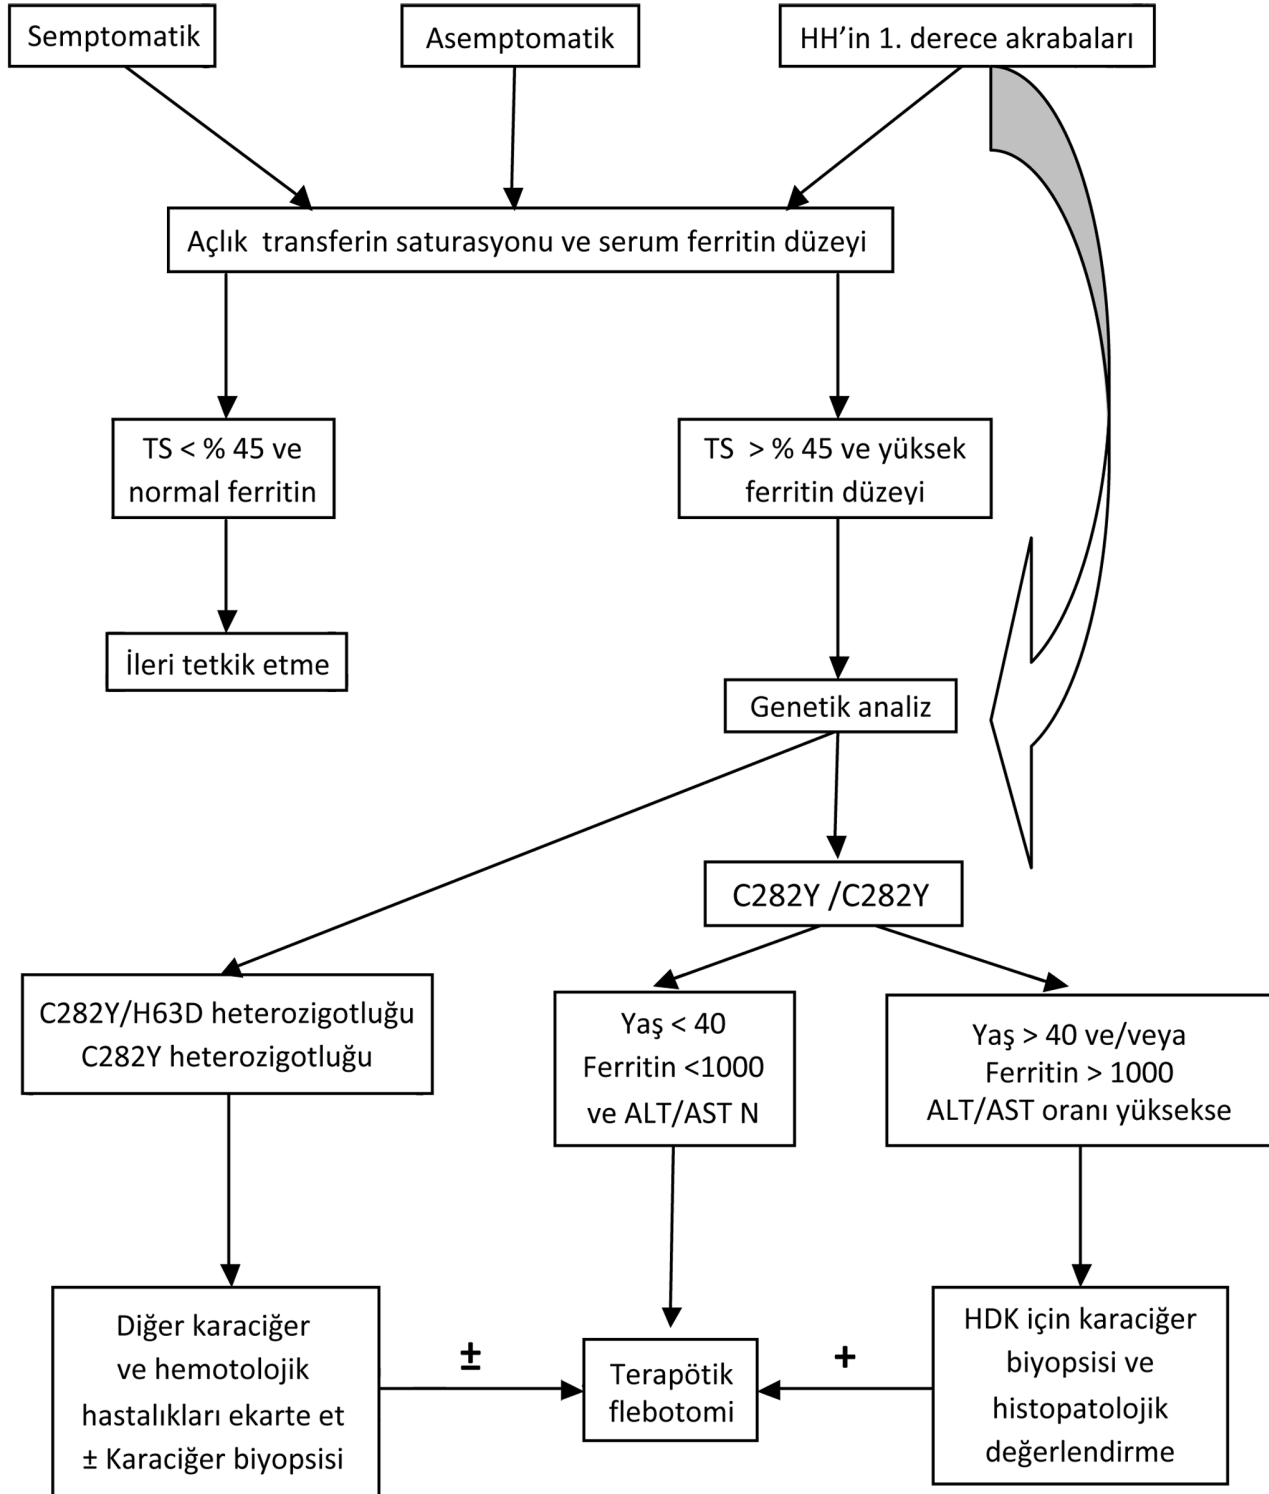 Semptomatik
Asemptomatik
HH’in 1. derece akrabaları
Açlık transferin saturasyonu ve serum ferritin düzeyi
TS < % 45 ve
normal ferritin
TS > % 45 ve yüksek
ferritin düzeyi
İleri tetkik etme
Genetik analiz
C282Y /C282Y
C282Y/H63D heterozigotluğu
C282Y heterozigotluğu
Yaş < 40
Ferritin <1000
ve ALT/AST N
Yaş > 40 ve/veya
Ferritin > 1000
ALT/AST oranı yüksekse
Diğer karaciğer
ve hemotolojik
hastalıkları ekarte et
± Karaciğer biyopsisi
±
Terapötik
flebotomi
+
HDK için karaciğer
biyopsisi ve
histopatolojik
değerlendirme